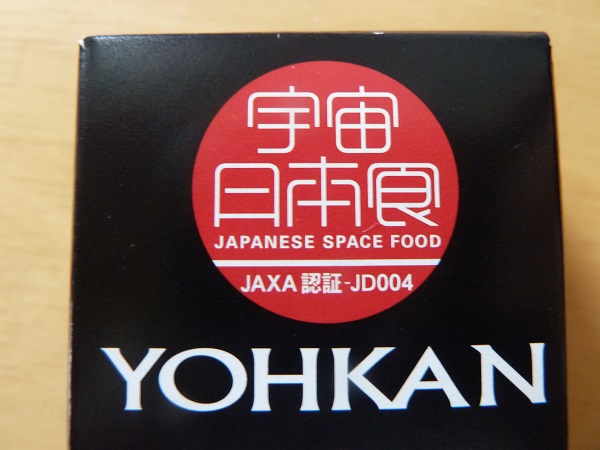 宇宙
日本食
JAPANESE SPACE FOOD
JAXA 認証-JD004
YOHKAN